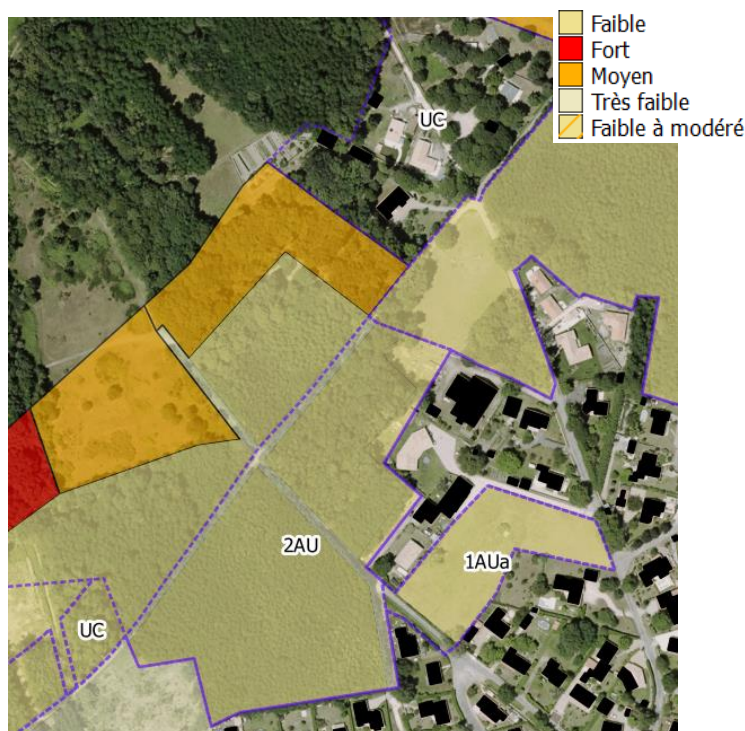 Faible
Fort
Moyen
Très faible
Faible à modéré
UC
2AU
1AUa
UC